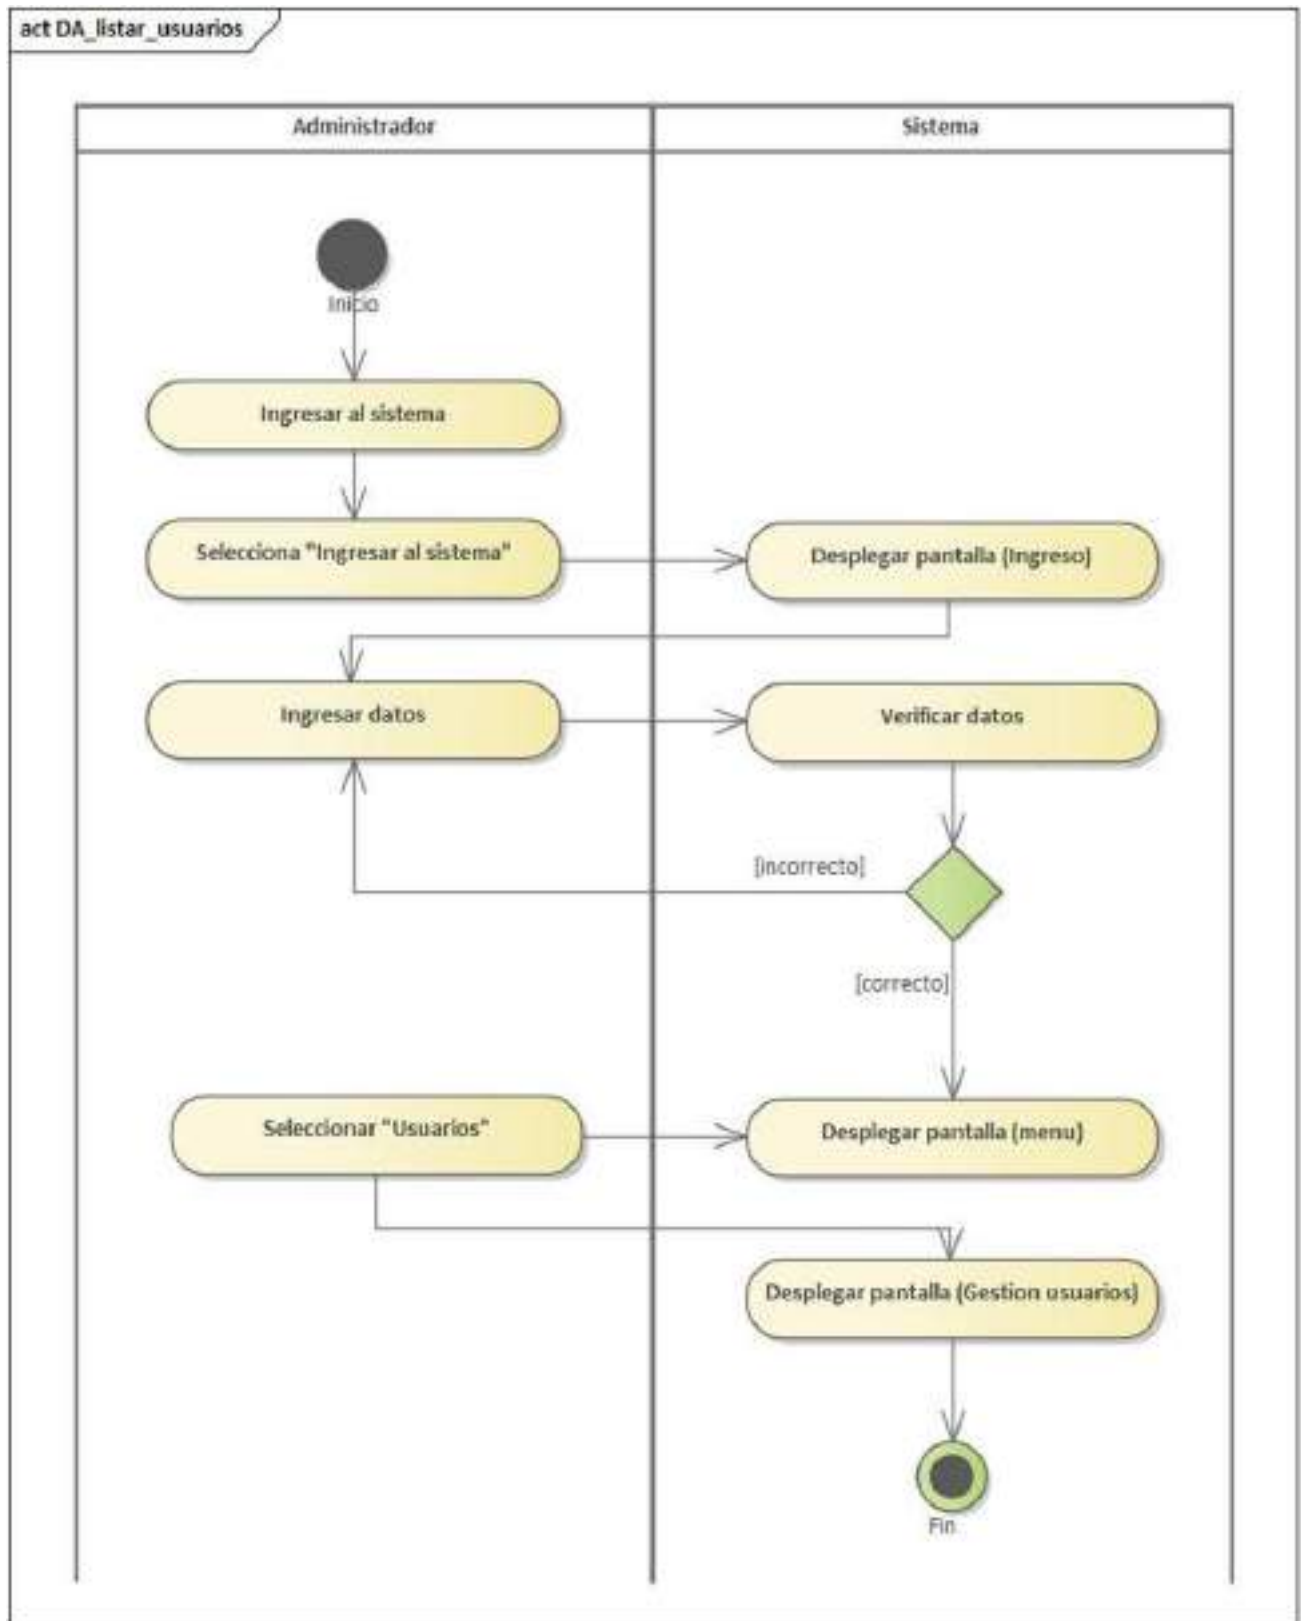 act DA_listar_usuarios
Administrador
Sistema
Inicio
Ingresar al sistema
Selecciona "Ingresar al sistema"
Desplegar pantalla (Ingreso)
Ingresar datos
Verificar datos
[incorrecto]
[correcto]
Seleccionar "Usuarios"
Desplegar pantalla (menu)
Desplegar pantalla (Gestion usuarios)
Fin